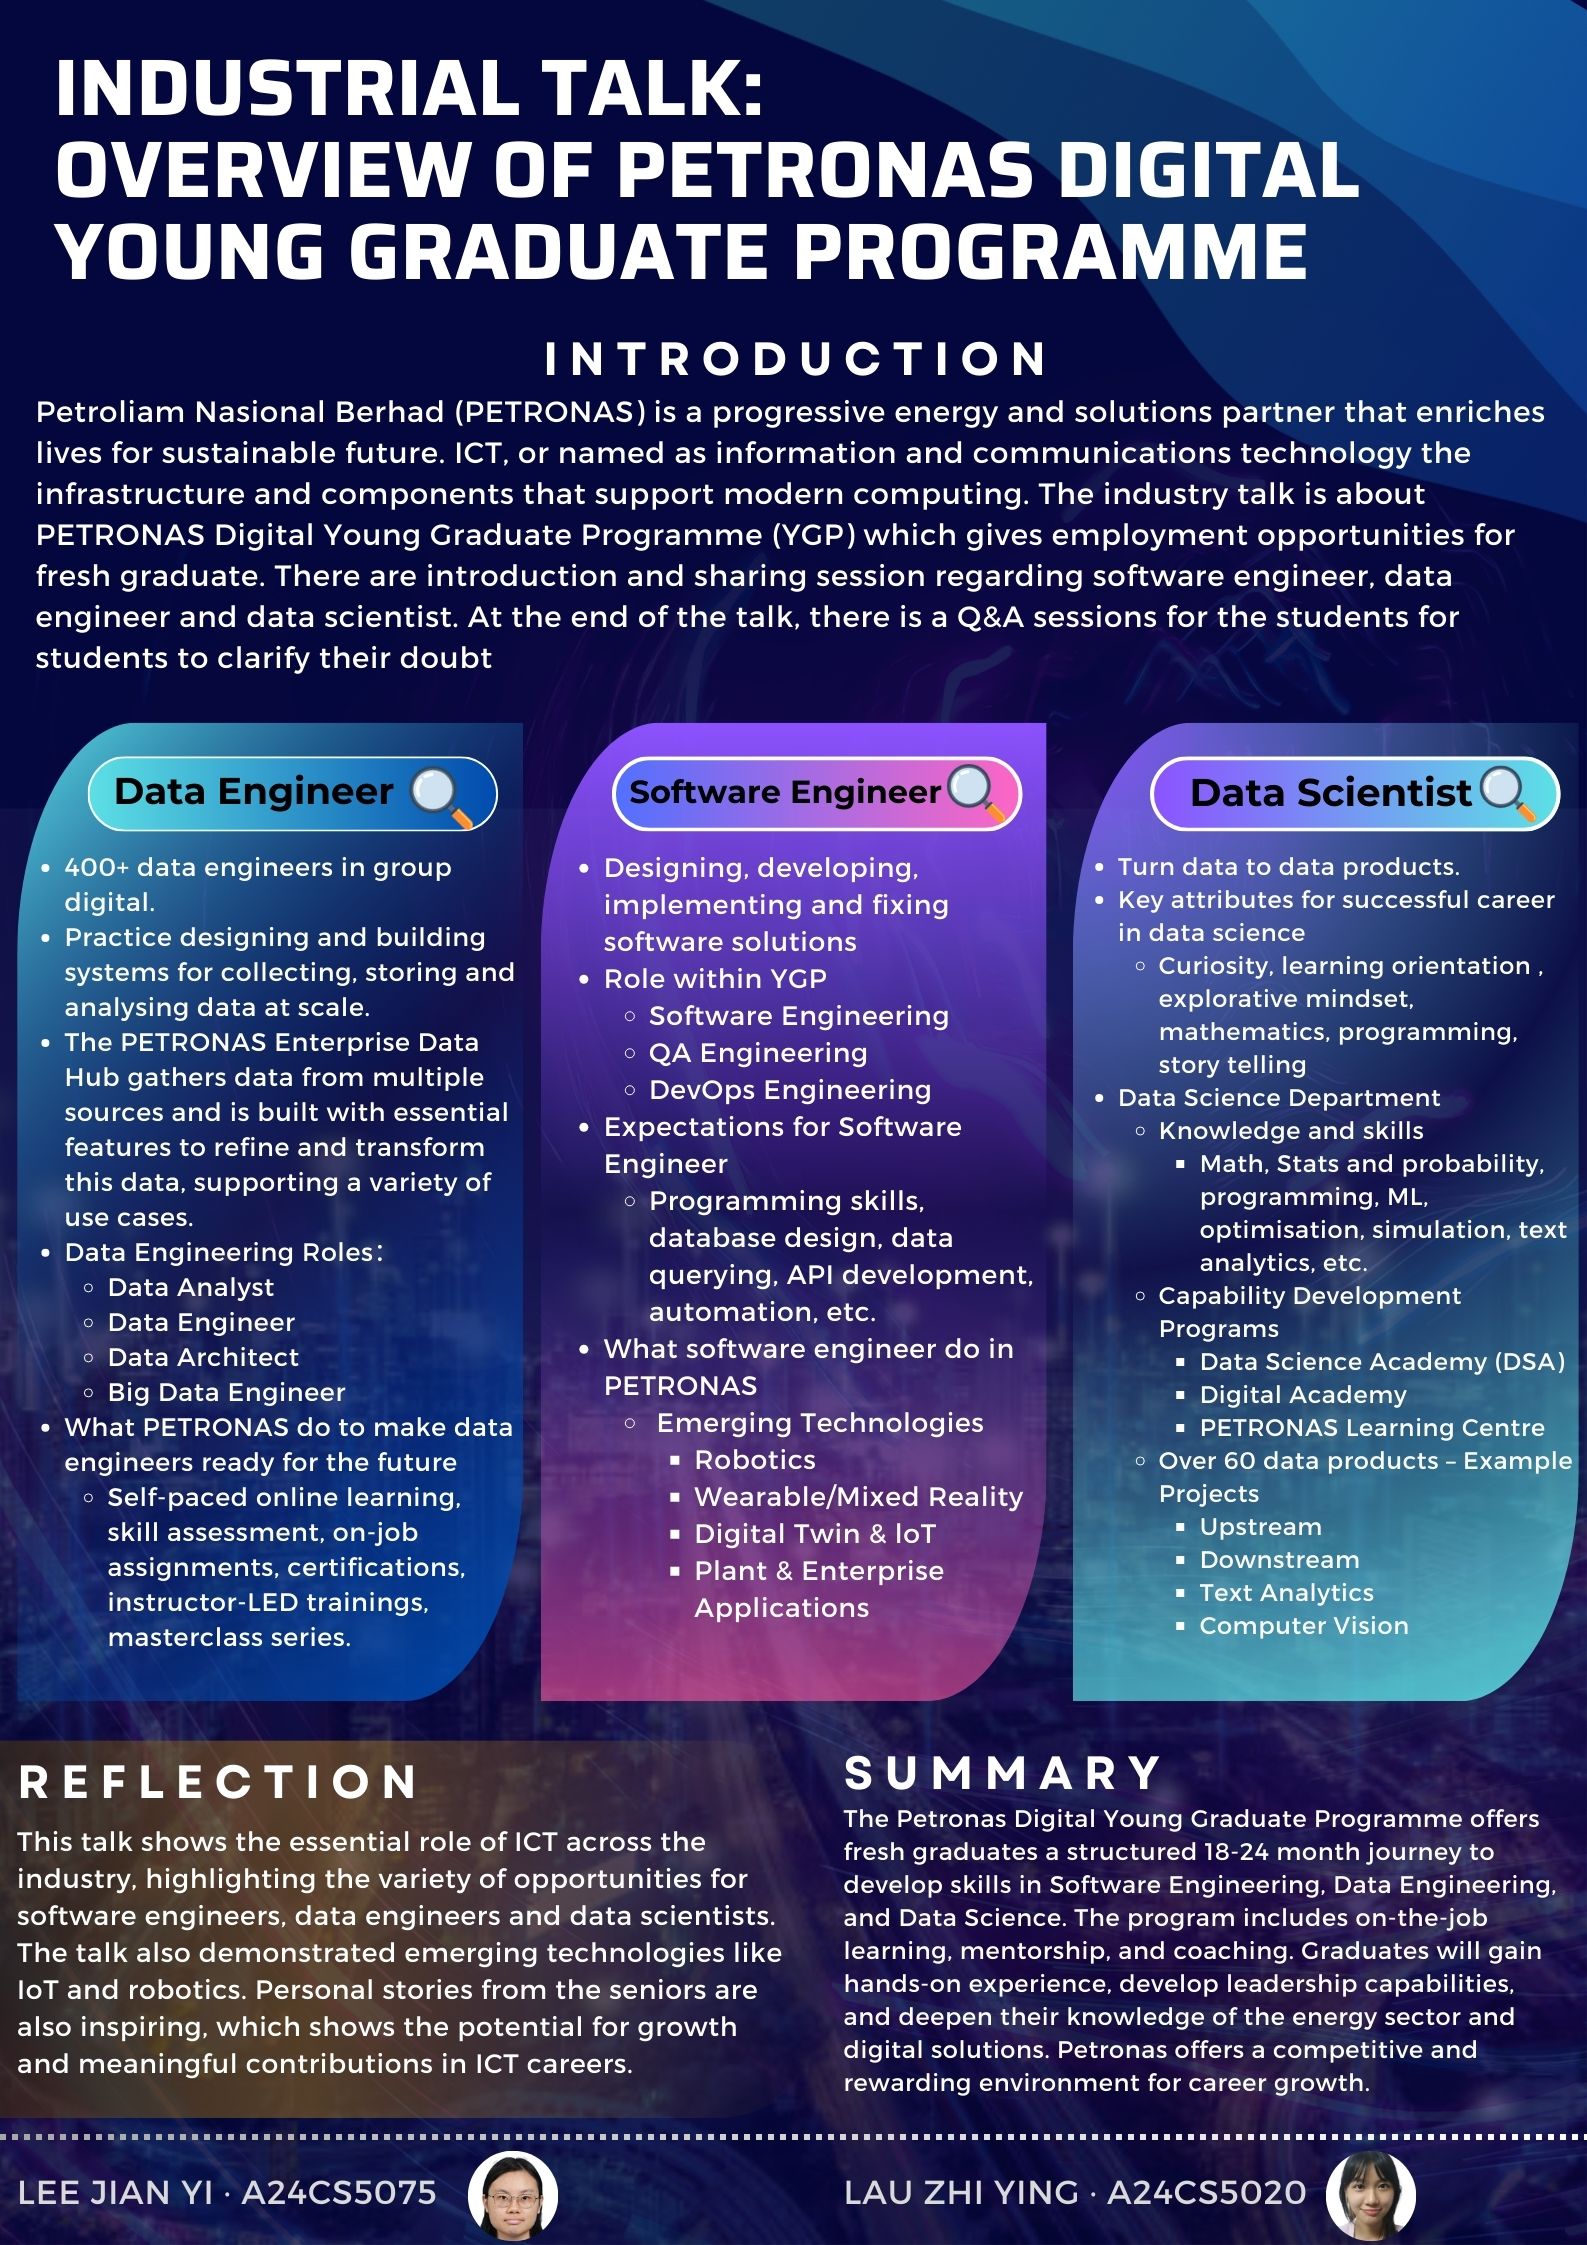 INDUSTRIAL TALK:
OVERVIEW OF PETRONAS DIGITAL
YOUNG GRADUATE PROGRAMME
INTRODUCTION
Petroliam Nasional Berhad (PETRONAS) is a progressive energy and solutions partner that enriches
lives for sustainable future. ICT, or named as information and communications technology the
infrastructure and components that support modern computing. The industry talk is about
PETRONAS Digital Young Graduate Programme (YGP) which gives employment opportunities for
fresh graduate. There are introduction and sharing session regarding software engineer, data
engineer and data scientist. At the end of the talk, there is a Q&A sessions for the students for
students to clarify their doubt
Data Engineer
• 400+ data engineers in group
digital.
• Practice designing and building
systems for collecting, storing and
analysing data at scale.
• The PETRONAS Enterprise Data
Hub gathers data from multiple
sources and is built with essential
features to refine and transform
this data, supporting a variety of
use cases.
• Data Engineering Roles：
◦ Data Analyst
◦ Data Engineer
◦ Data Architect
◦ Big Data Engineer
• What PETRONAS do to make data
engineers ready for the future
◦ Self-paced online learning,
skill assessment, on-job
assignments, certifications,
instructor-LED trainings,
masterclass series.
Software Engineer
• Designing, developing,
implementing and fixing
software solutions
• Role within YGP
◦ Software Engineering
◦ QA Engineering
◦ DevOps Engineering
• Expectations for Software
Engineer
◦ Programming skills,
database design, data
querying, API development,
automation, etc.
• What software engineer do in
PETRONAS
◦ Emerging Technologies
▪ Robotics
▪ Wearable/Mixed Reality
▪ Digital Twin & IoT
▪ Plant & Enterprise
Applications
Data Scientist
• Turn data to data products.
• Key attributes for successful career
in data science
◦ Curiosity, learning orientation ,
explorative mindset,
mathematics, programming,
story telling
• Data Science Department
◦ Knowledge and skills
▪ Math, Stats and probability,
programming, ML,
optimisation, simulation, text
analytics, etc.
◦ Capability Development
Programs
▪ Data Science Academy (DSA)
▪ Digital Academy
▪ PETRONAS Learning Centre
◦ Over 60 data products – Example
Projects
▪ Upstream
▪ Downstream
▪ Text Analytics
▪ Computer Vision
REFLECTION
This talk shows the essential role of ICT across the
industry, highlighting the variety of opportunities for
software engineers, data engineers and data scientists.
The talk also demonstrated emerging technologies like
IoT and robotics. Personal stories from the seniors are
also inspiring, which shows the potential for growth
and meaningful contributions in ICT careers.
SUMMARY
The Petronas Digital Young Graduate Programme offers
fresh graduates a structured 18-24 month journey to
develop skills in Software Engineering, Data Engineering,
and Data Science. The program includes on-the-job
learning, mentorship, and coaching. Graduates will gain
hands-on experience, develop leadership capabilities,
and deepen their knowledge of the energy sector and
digital solutions. Petronas offers a competitive and
rewarding environment for career growth.
LEE JIAN YI · A24CS5075
LAU ZHI YING · A24CS5020